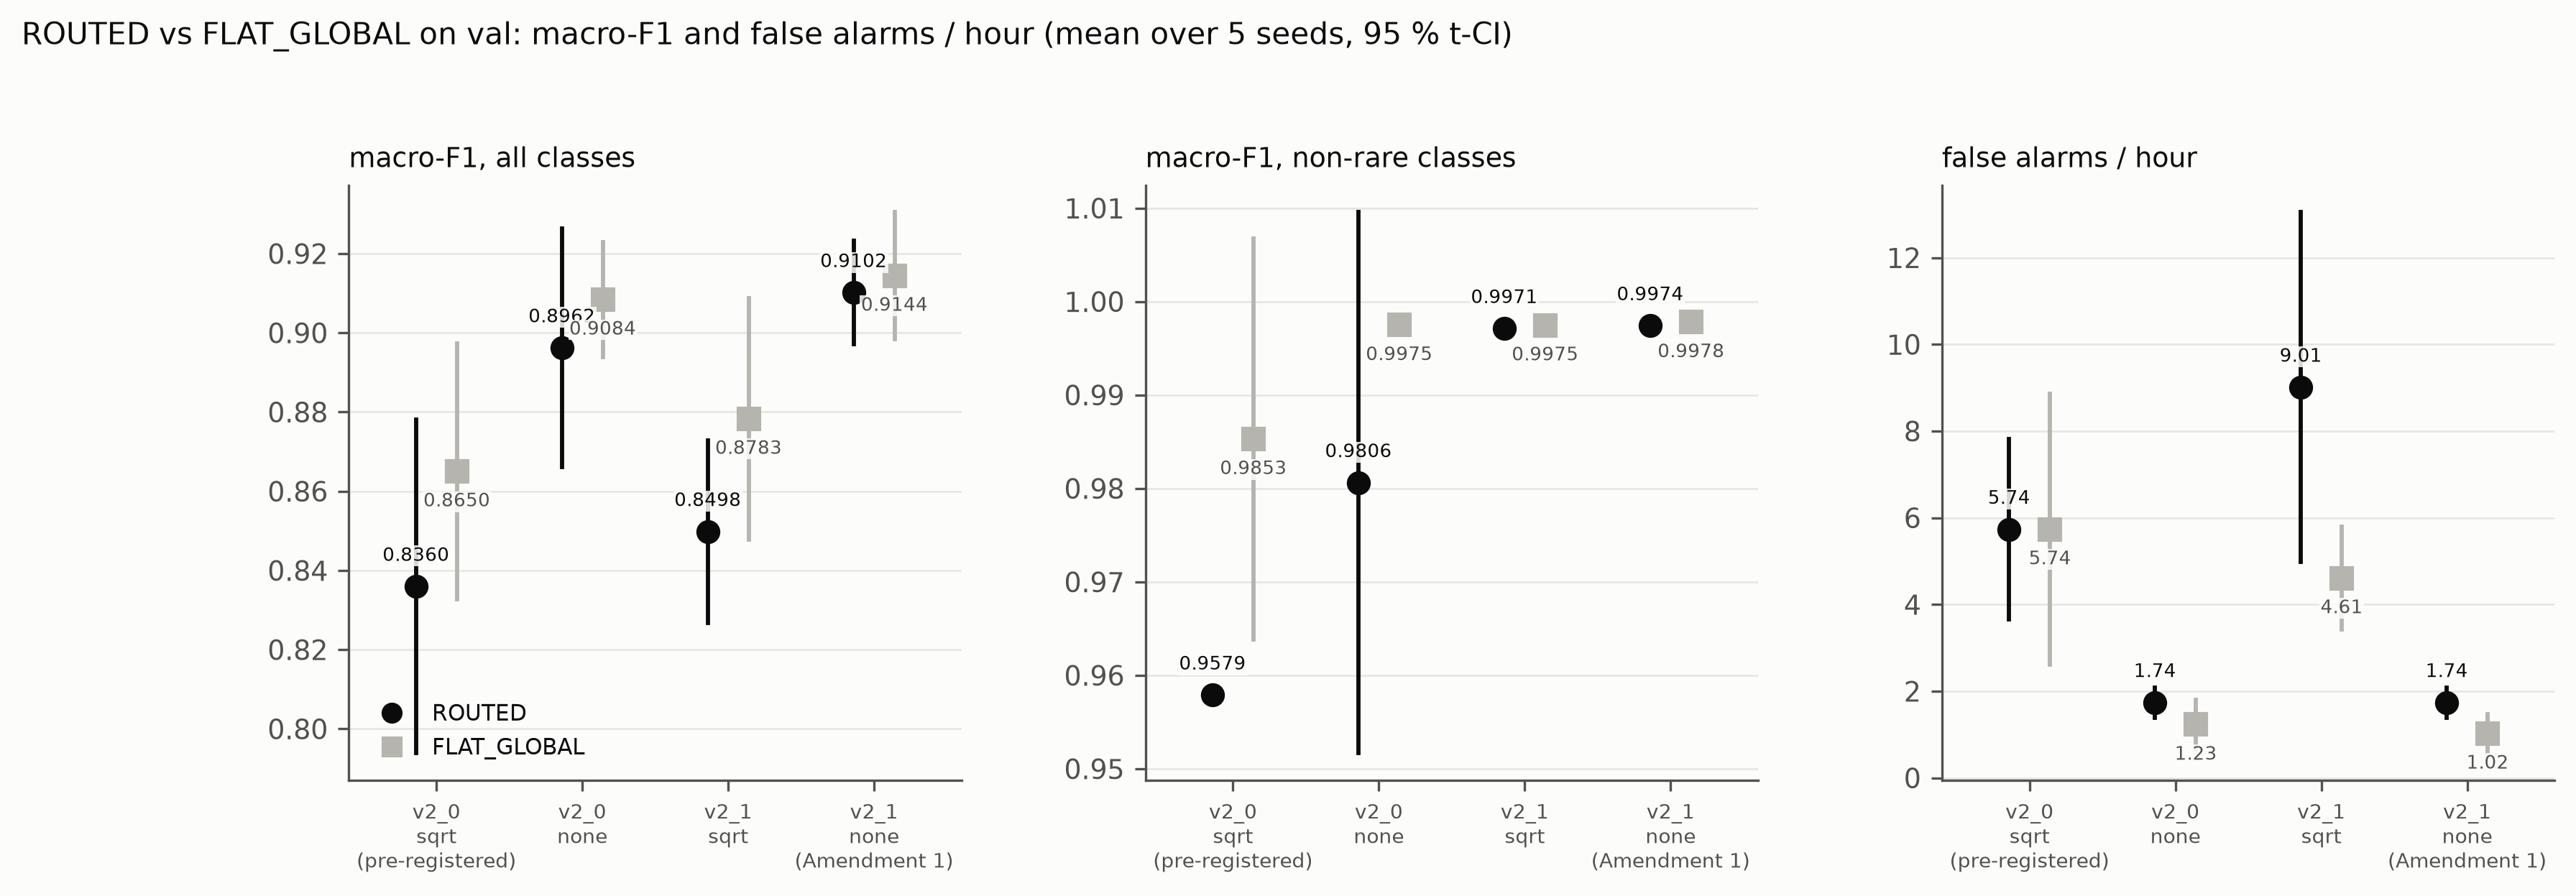 ROUTED vs FLAT_GLOBAL on val: macro-F1 and false alarms / hour (mean over 5 seeds, 95 % t-CI)
macro-F1, all classes
0.92
0.90
0.88
0.86
0.84
0.82
0.80
0.8360
0.8650
0.8962
0.9084
0.8498
0.8783
0.9102
0.9144
ROUTED
FLAT_GLOBAL
v2_0
sqrt
(pre-registered)
v2_0
none
v2_1
sqrt
v2_1
none
(Amendment 1)
macro-F1, non-rare classes
1.01
1.00
0.99
0.98
0.97
0.96
0.95
0.9579
0.9853
0.9806
0.9975
0.9971
0.9975
0.9974
0.9978
v2_0
sqrt
(pre-registered)
v2_0
none
v2_1
sqrt
v2_1
none
(Amendment 1)
false alarms / hour
12
10
8
6
4
2
0
5.74
5.74
1.74
1.23
9.01
4.61
1.74
1.02
v2_0
sqrt
(pre-registered)
v2_0
none
v2_1
sqrt
v2_1
none
(Amendment 1)